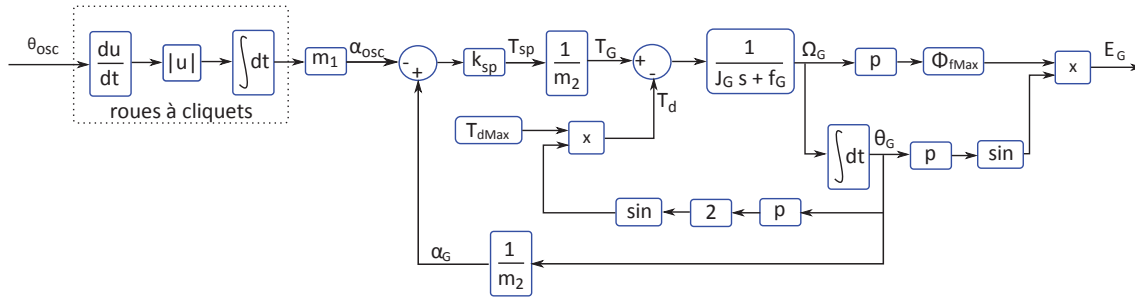 θosc
du
dt
|u|
∫dt
roues à cliquets
m1
αosc
-
+
ksp
Tsp
1
m2
TG
+
-
Td
1
JG s + fG
ΩG
p
ΦfMax
x
EG
TdMax
x
∫dt
θG
p
sin
sin
2
p
αG
1
m2